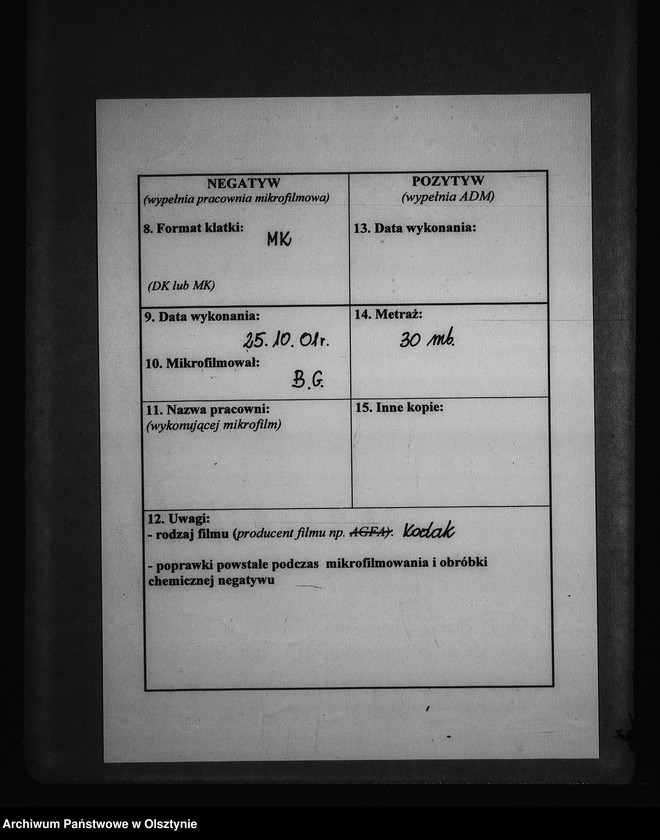 NEGATYW
(wypełnia pracownia mikrofilmowa)
8. Format klatki:
MK
(DK lub MK)
POZYTYW
(wypełnia ADM)
13. Data wykonania:
9. Data wykonania:
25.10.01r.
10. Mikrofilmował:
B.G.
14. Metraż:
30 mb.
11. Nazwa pracowni:
(wykonującej mikrofilm)
15. Inne kopie:
12. Uwagi:
- rodzaj filmu (producent filmu np. AGFA): Kodak
- poprawki powstałe podczas mikrofilmowania i obróbki
chemicznej negatywu
Archiwum Państwowe w Olsztynie